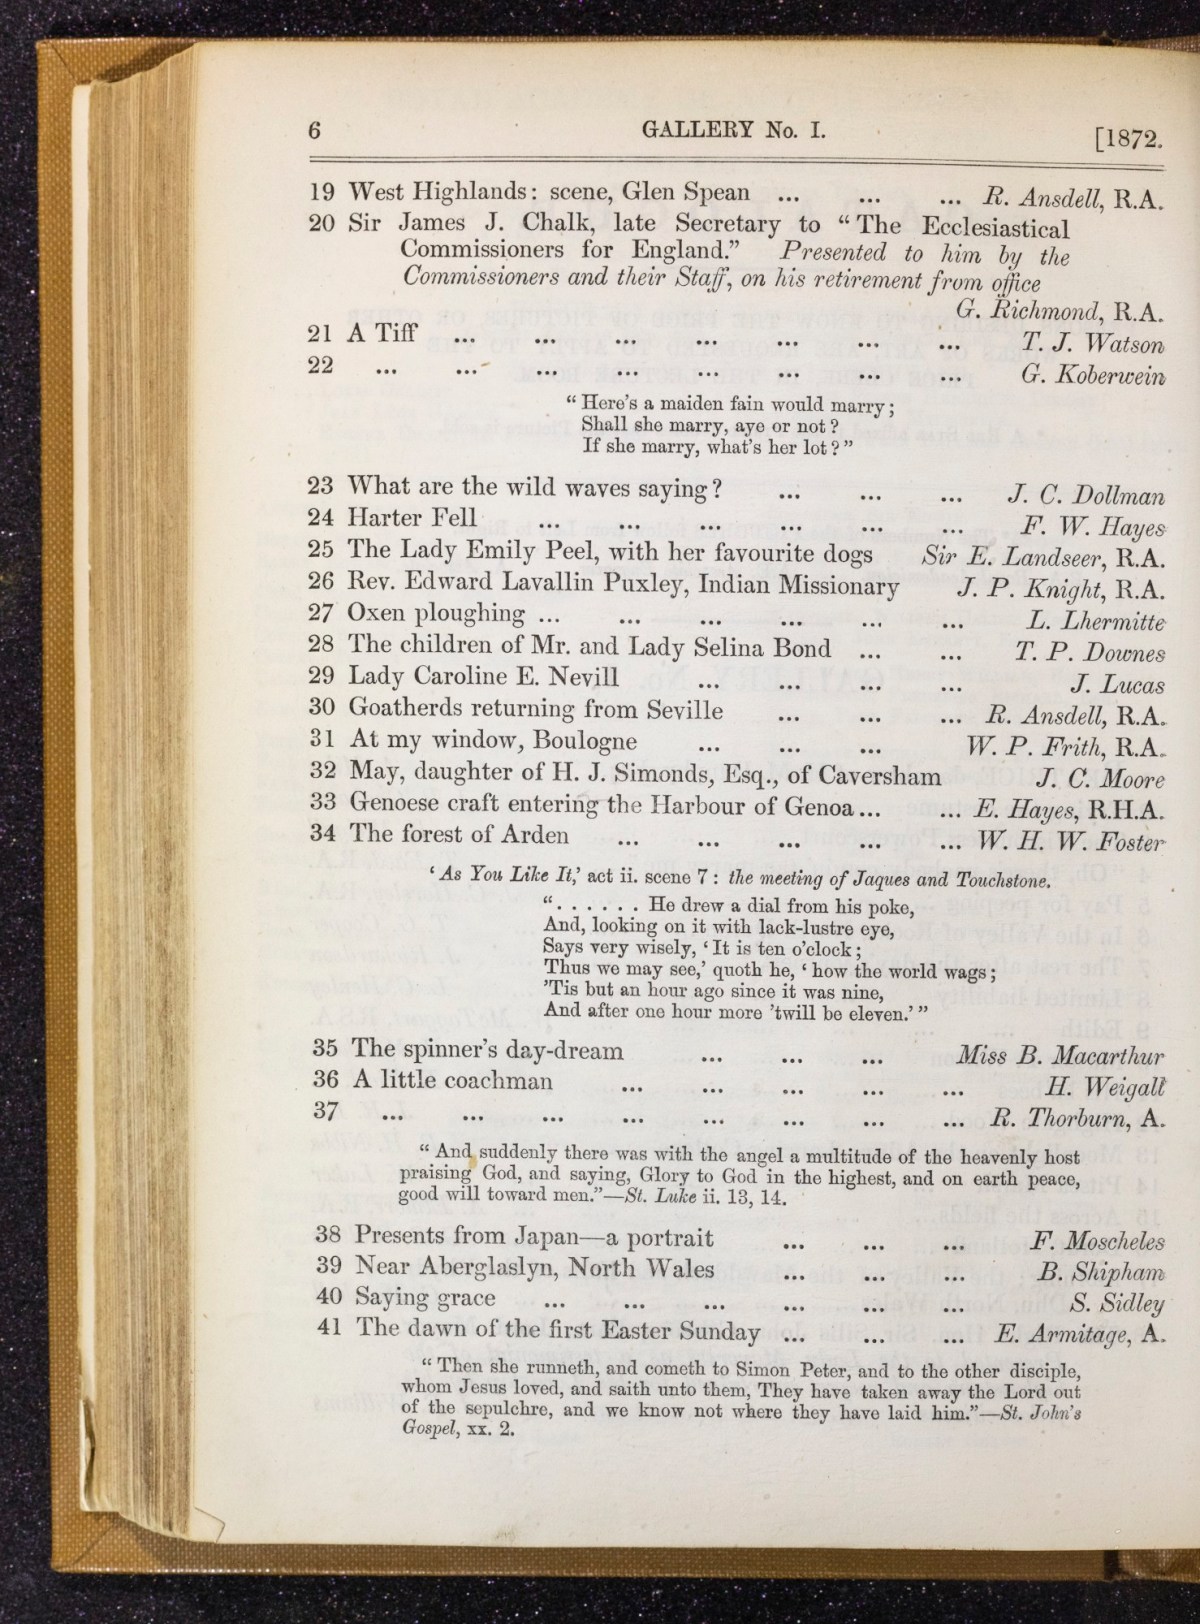 6 GALLERY No. I. [1872.
19 West Highlands: scene, Glen Spean ... ... ... R. Ansdell, R.A.
20 Sir James J. Chalk, late Secretary to “The Ecclesiastical
Commissioners for England.” Presented to him by the
Commissioners and their Staff, on his retirement from office
G. Richmond, R.A.
21 A Tiff ... ... ... ... ... ... ... T. J. Watson
22 ... ... ... ... ... ... ... ... G. Koberwein
“Here's a maiden fain would marry;
Shall she marry, aye or not?
If she marry, what's her lot?”
23 What are the wild waves saying? ... ... ... J. C. Dollman
24 Harter Fell ... ... ... ... ... ... F. W. Hayes
25 The Lady Emily Peel, with her favourite dogs Sir E. Landseer, R.A.
26 Rev. Edward Lavallin Puxley, Indian Missionary J. P. Knight, R.A.
27 Oxen ploughing ... ... ... ... ... ... L. Lhermitte
28 The children of Mr. and Lady Selina Bond ... ... T. P. Downes
29 Lady Caroline E. Nevill ... ... ... ... J. Lucas
30 Goatherds returning from Seville ... ... ... R. Ansdell, R.A.
31 At my window, Boulogne ... ... ... W. P. Frith, R.A.
32 May, daughter of H. J. Simonds, Esq., of Caversham J. C. Moore
33 Genoese craft entering the Harbour of Genoa... ... E. Hayes, R.H.A.
34 The forest of Arden ... ... ... ... ... W. H. W. Foster
‘As You Like It,’ act ii. scene 7: the meeting of Jaques and Touchstone.
“. . . . . . He drew a dial from his poke,
And, looking on it with lack-lustre eye,
Says very wisely, ‘It is ten o'clock;
Thus we may see,’ quoth he, ‘how the world wags;
'Tis but an hour ago since it was nine,
And after one hour more 'twill be eleven.’”
35 The spinner's day-dream ... ... ... Miss B. Macarthur
36 A little coachman ... ... ... ... ... H. Weigall
37 ... ... ... ... ... ... ... ... R. Thorburn, A.
“And suddenly there was with the angel a multitude of the heavenly host
praising God, and saying, Glory to God in the highest, and on earth peace,
good will toward men.”—St. Luke ii. 13, 14.
38 Presents from Japan—a portrait ... ... ... F. Moscheles
39 Near Aberglaslyn, North Wales ... ... ... B. Shipham
40 Saying grace ... ... ... ... ... ... S. Sidley
41 The dawn of the first Easter Sunday ... ... ... E. Armitage, A.
“Then she runneth, and cometh to Simon Peter, and to the other disciple,
whom Jesus loved, and saith unto them, They have taken away the Lord out
of the sepulchre, and we know not where they have laid him.”—St. John's
Gospel, xx. 2.